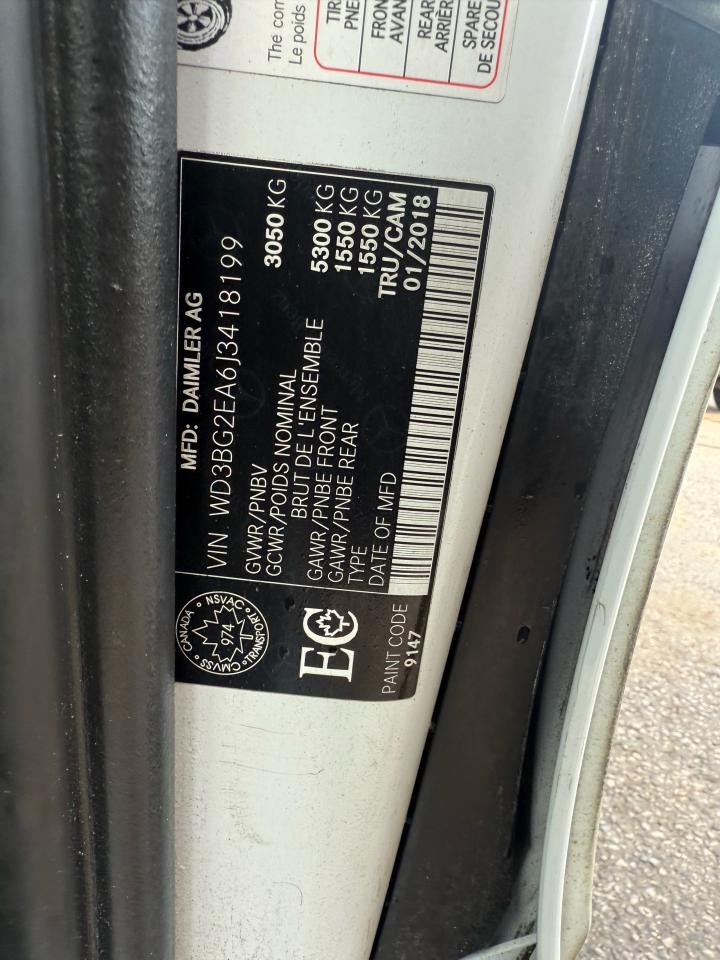 The com
Le poids
TIR
PNE
FRON
AVAN
REAR
ARRIÈR
SPARE
DE SECOU
MFD: DAIMLER AG
VIN WD3BG2EA6J3418199
GVWR/PNBV 3050 KG
GCWR/POIDS NOMINAL
BRUT DE L'ENSEMBLE 5300 KG
GAWR/PNBE FRONT 1550 KG
GAWR/PNBE REAR 1550 KG
TYPE TRU/CAM
DATE OF MFD 01/2018
CANADA • NSVAC • TRANSPORT • CMVSS
974
EC
PAINT CODE
9147